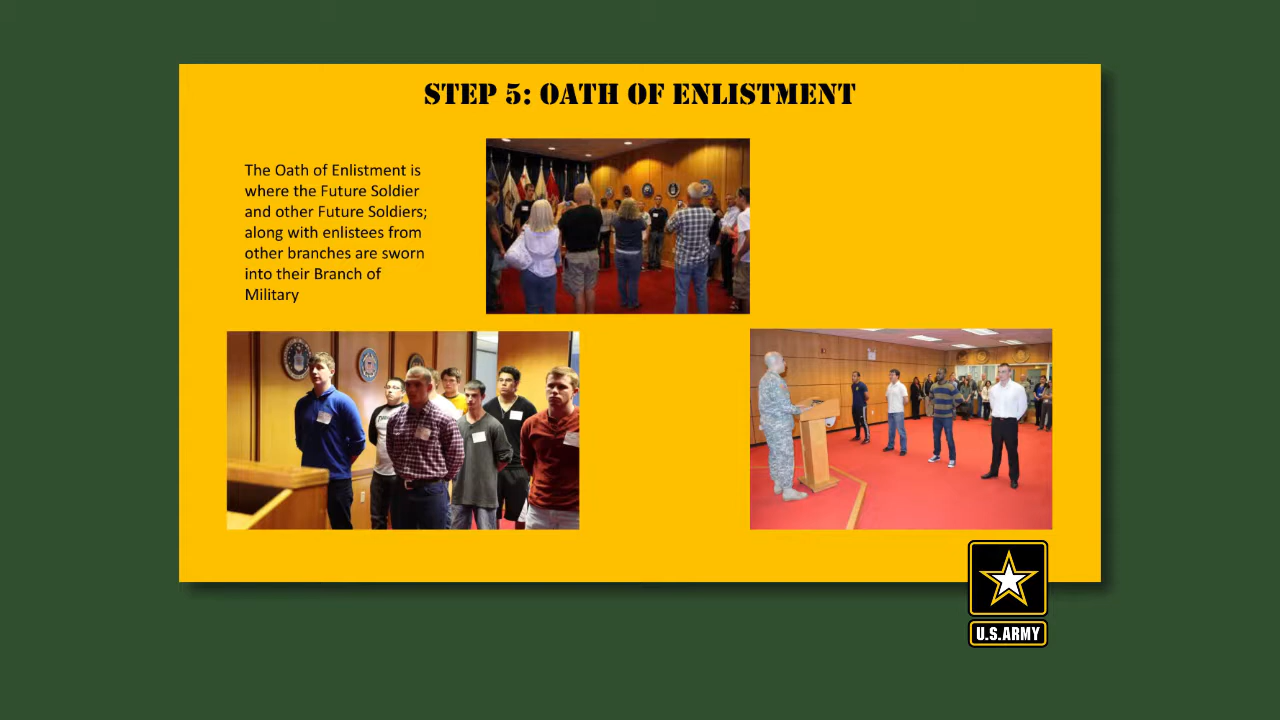 STEP 5: OATH OF ENLISTMENT
The Oath of Enlistment is
where the Future Soldier
and other Future Soldiers;
along with enlistees from
other branches are sworn
into their Branch of
Military
U.S.ARMY